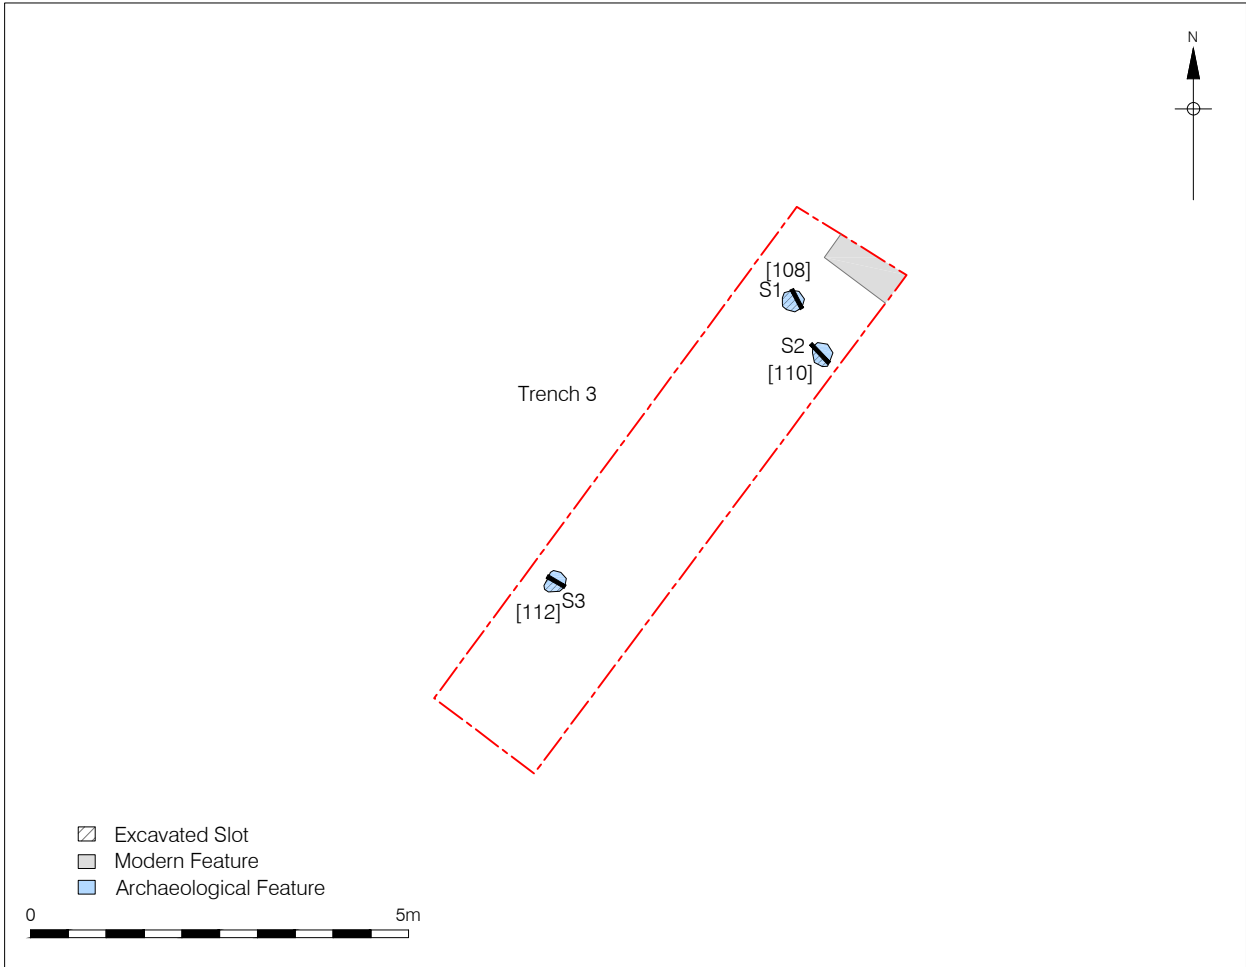 N
[108]
S1
S2
[110]
Trench 3
S3
[112]
Excavated Slot
Modern Feature
Archaeological Feature
0 5m